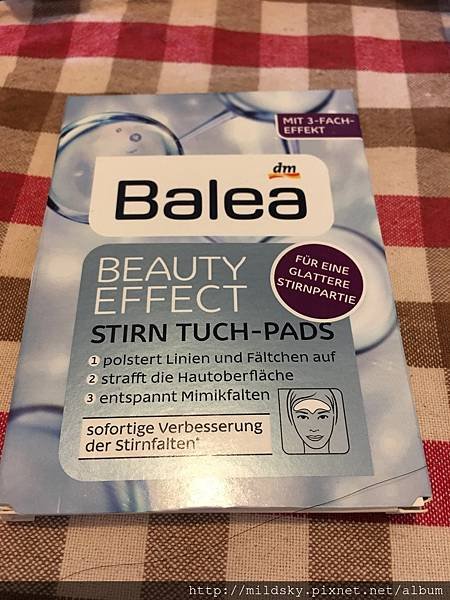 MIT 3-FACH-
EFFEKT
dm
Balea
BEAUTY
EFFECT
FÜR EINE
GLATTERE
STIRNPARTIE
STIRN TUCH-PADS
1 polstert Linien und Fältchen auf
2 strafft die Hautoberfläche
3 entspannt Mimikfalten
sofortige Verbesserung
der Stirnfalten*
http://mildsky.pixnet.net/album